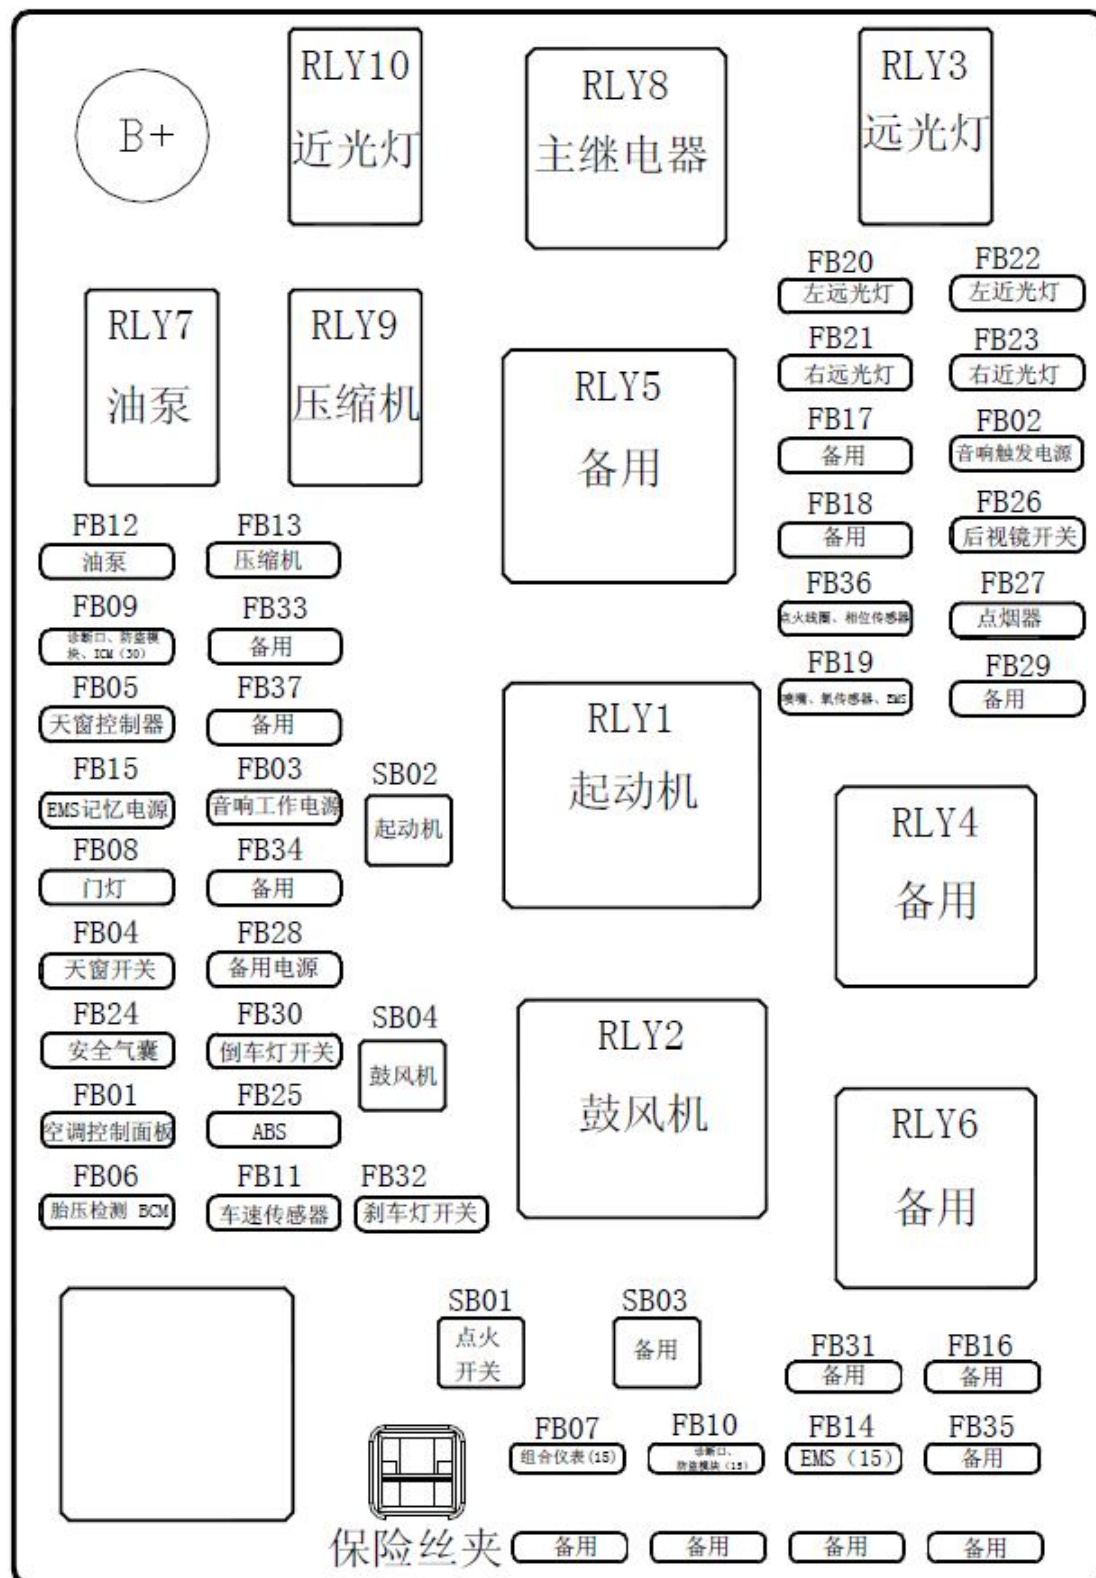 RLY10
近光灯
RLY8
主继电器
RLY3
远光灯
B+
FB20
左远光灯
FB22
左近光灯
RLY7
油泵
RLY9
压缩机
FB21
右远光灯
FB23
右近光灯
RLY5
备用
FB17
备用
FB02
音响触发电源
FB18
备用
FB26
后视镜开关
FB12
油泵
FB13
压缩机
FB36
点火线圈、相位传感器
FB27
点烟器
FB09
诊断口、防盗模
块、ICM（30）
FB33
备用
FB19
喷嘴、氧传感器、EMS
FB29
备用
FB05
天窗控制器
FB37
备用
RLY1
起动机
FB15
EMS记忆电源
FB03
音响工作电源
SB02
起动机
RLY4
备用
FB08
门灯
FB34
备用
FB04
天窗开关
FB28
备用电源
FB24
安全气囊
FB30
倒车灯开关
SB04
鼓风机
RLY2
鼓风机
FB01
空调控制面板
FB25
ABS
RLY6
备用
FB06
胎压检测 BCM
FB11
车速传感器
FB32
刹车灯开关
SB01
点火
开关
SB03
备用
FB31
备用
FB16
备用
FB07
组合仪表(15)
FB10
诊断口、
防盗模块（15）
FB14
EMS（15）
FB35
备用
保险丝夹
备用
备用
备用
备用